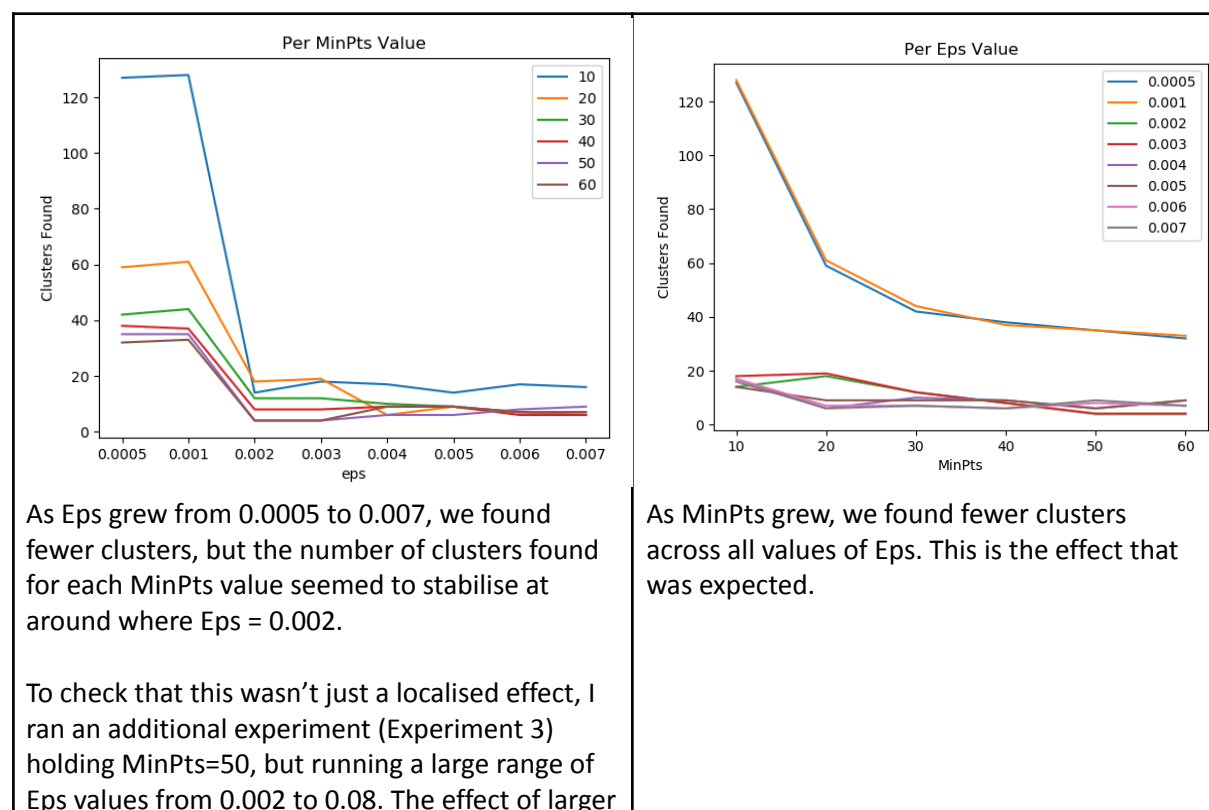 Per MinPts Value
120
100
80
60
40
20
0
Clusters Found
10
20
30
40
50
60
0.0005 0.001 0.002 0.003 0.004 0.005 0.006 0.007
eps
As Eps grew from 0.0005 to 0.007, we found
fewer clusters, but the number of clusters found
for each MinPts value seemed to stabilise at
around where Eps = 0.002.
To check that this wasn’t just a localised effect, I
ran an additional experiment (Experiment 3)
holding MinPts=50, but running a large range of
Eps values from 0.002 to 0.08. The effect of larger
Per Eps Value
120
100
80
60
40
20
0
Clusters Found
0.0005
0.001
0.002
0.003
0.004
0.005
0.006
0.007
10 20 30 40 50 60
MinPts
As MinPts grew, we found fewer clusters
across all values of Eps. This is the effect that
was expected.